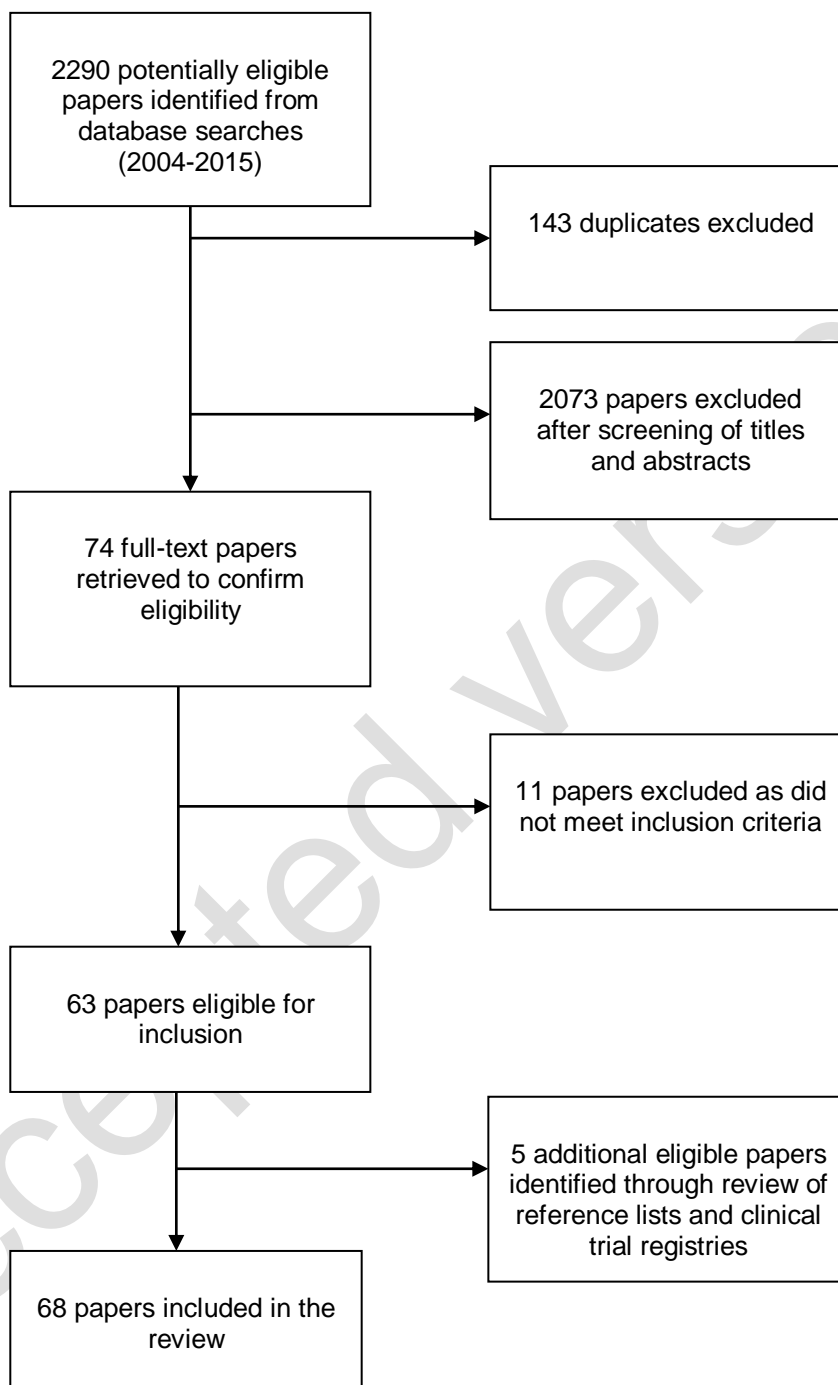 2290 potentially eligible
papers identified from
database searches
(2004-2015)
143 duplicates excluded
2073 papers excluded
after screening of titles
and abstracts
74 full-text papers
retrieved to confirm
eligibility
11 papers excluded as did
not meet inclusion criteria
63 papers eligible for
inclusion
5 additional eligible papers
identified through review of
reference lists and clinical
trial registries
68 papers included in the
review